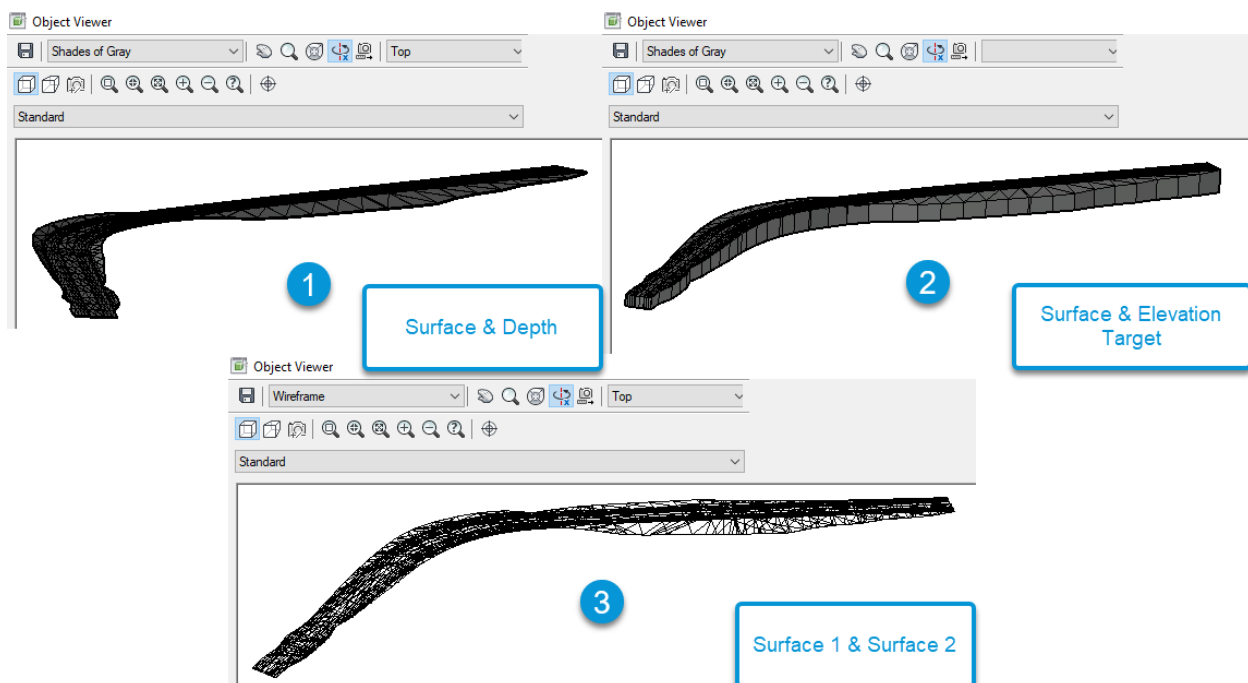 Object Viewer
Shades of Gray
Top
Standard
1
Surface & Depth
Object Viewer
Shades of Gray
Standard
2
Surface & Elevation
Target
Object Viewer
Wireframe
Top
Standard
3
Surface 1 & Surface 2